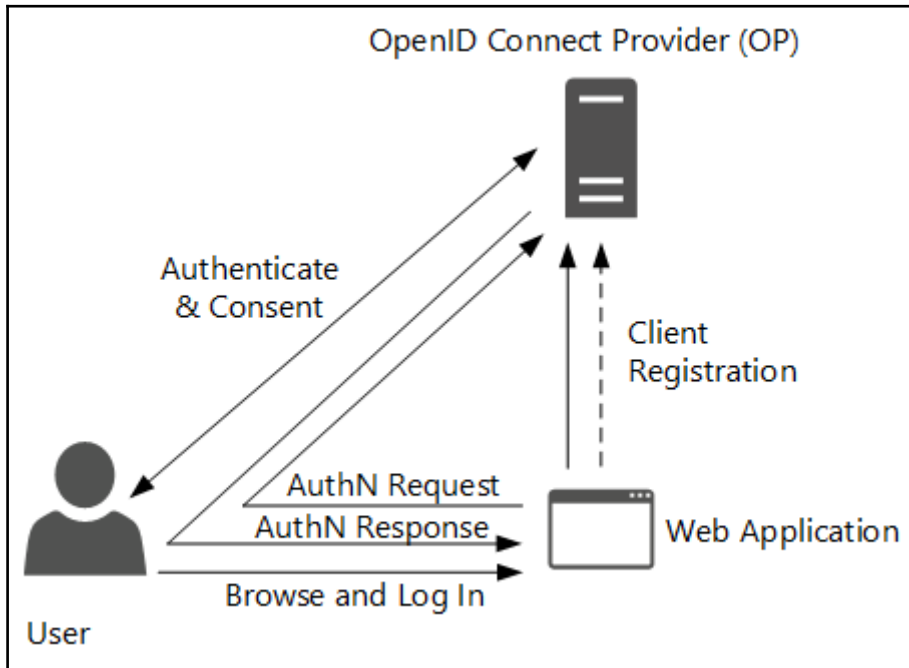 OpenID Connect Provider (OP)
Authenticate
& Consent
Client
Registration
AuthN Request
AuthN Response
Web Application
Browse and Log In
User